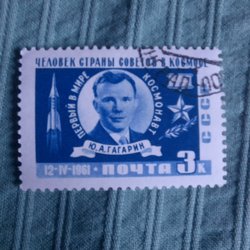 ЧЕЛОВЕК СТРАНЫ СОВЕТОВ В КОСМОСЕ
ПЕРВЫЙ В МИРЕ КОСМОНАВТ
Ю.А.ГАГАРИН
СССР
12-IV-1961
ПОЧТА 3К